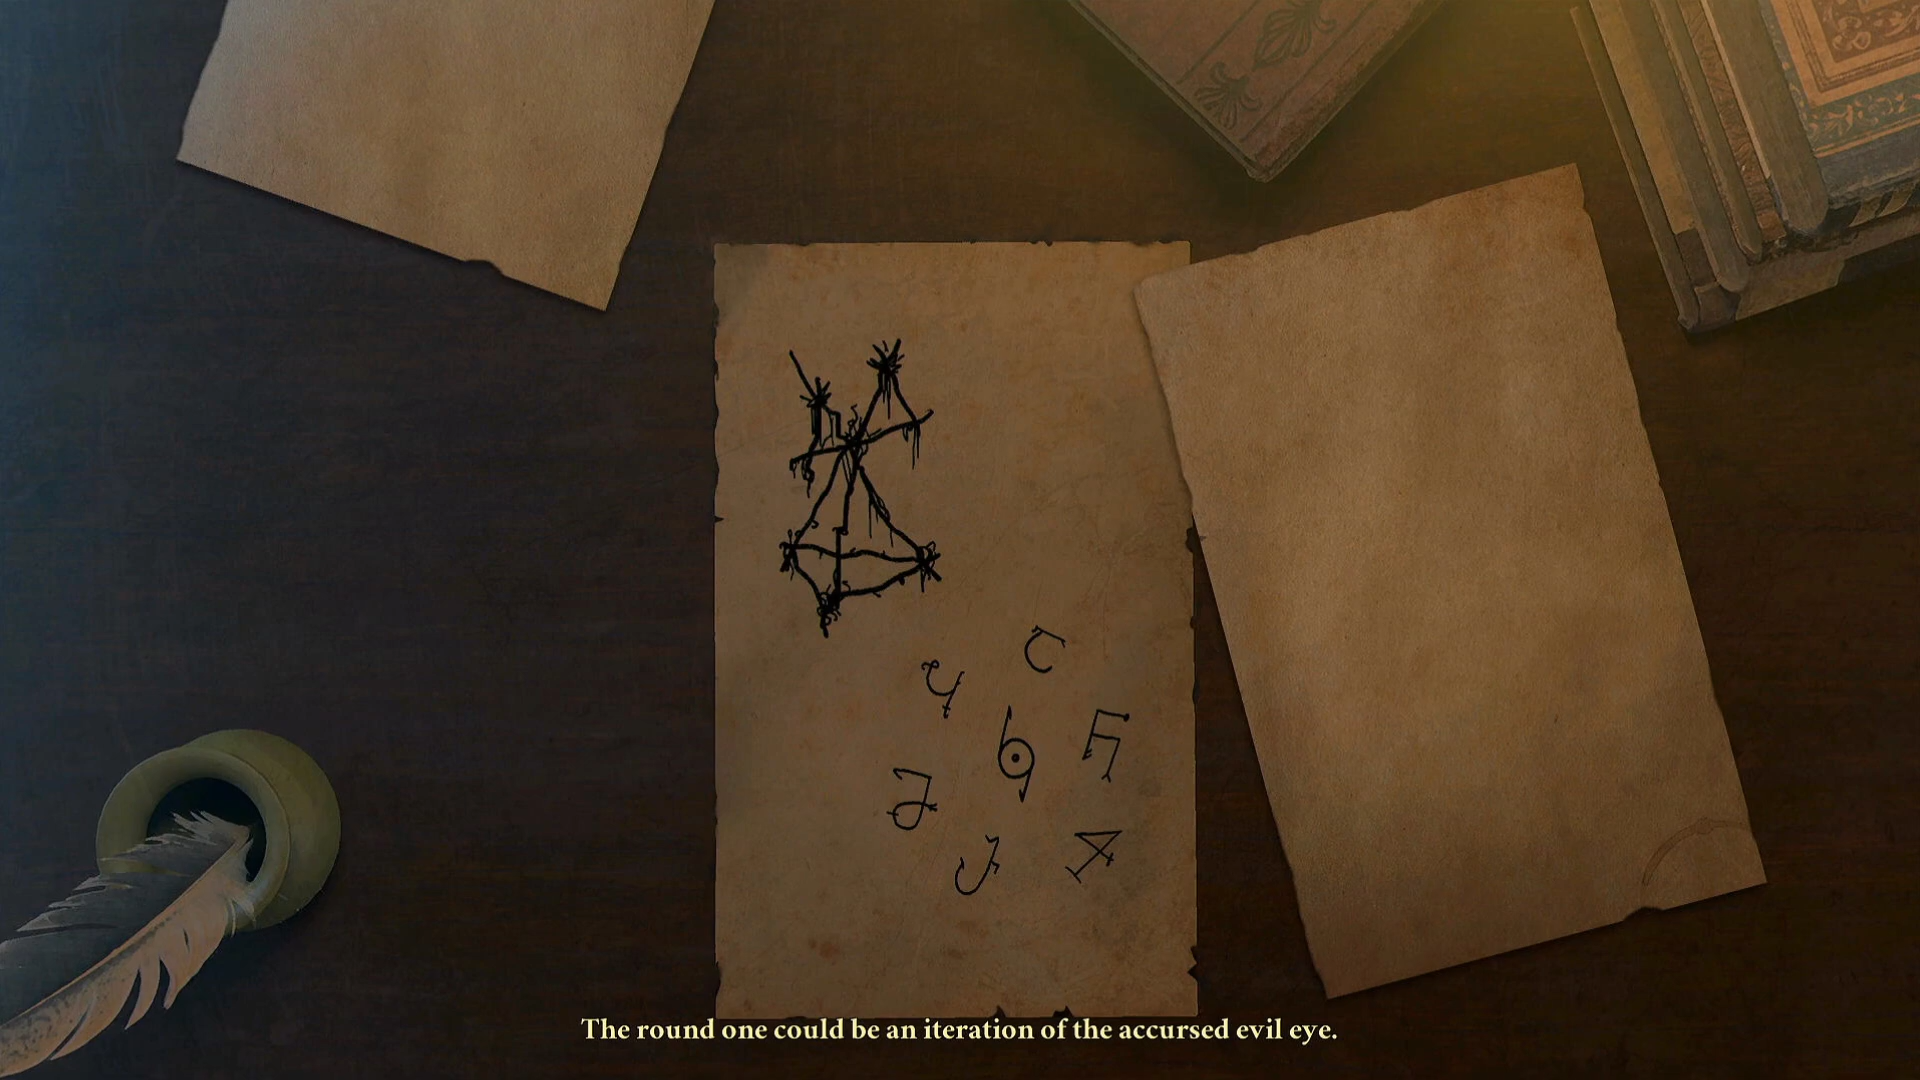 The round one could be an iteration of the accursed evil eye.